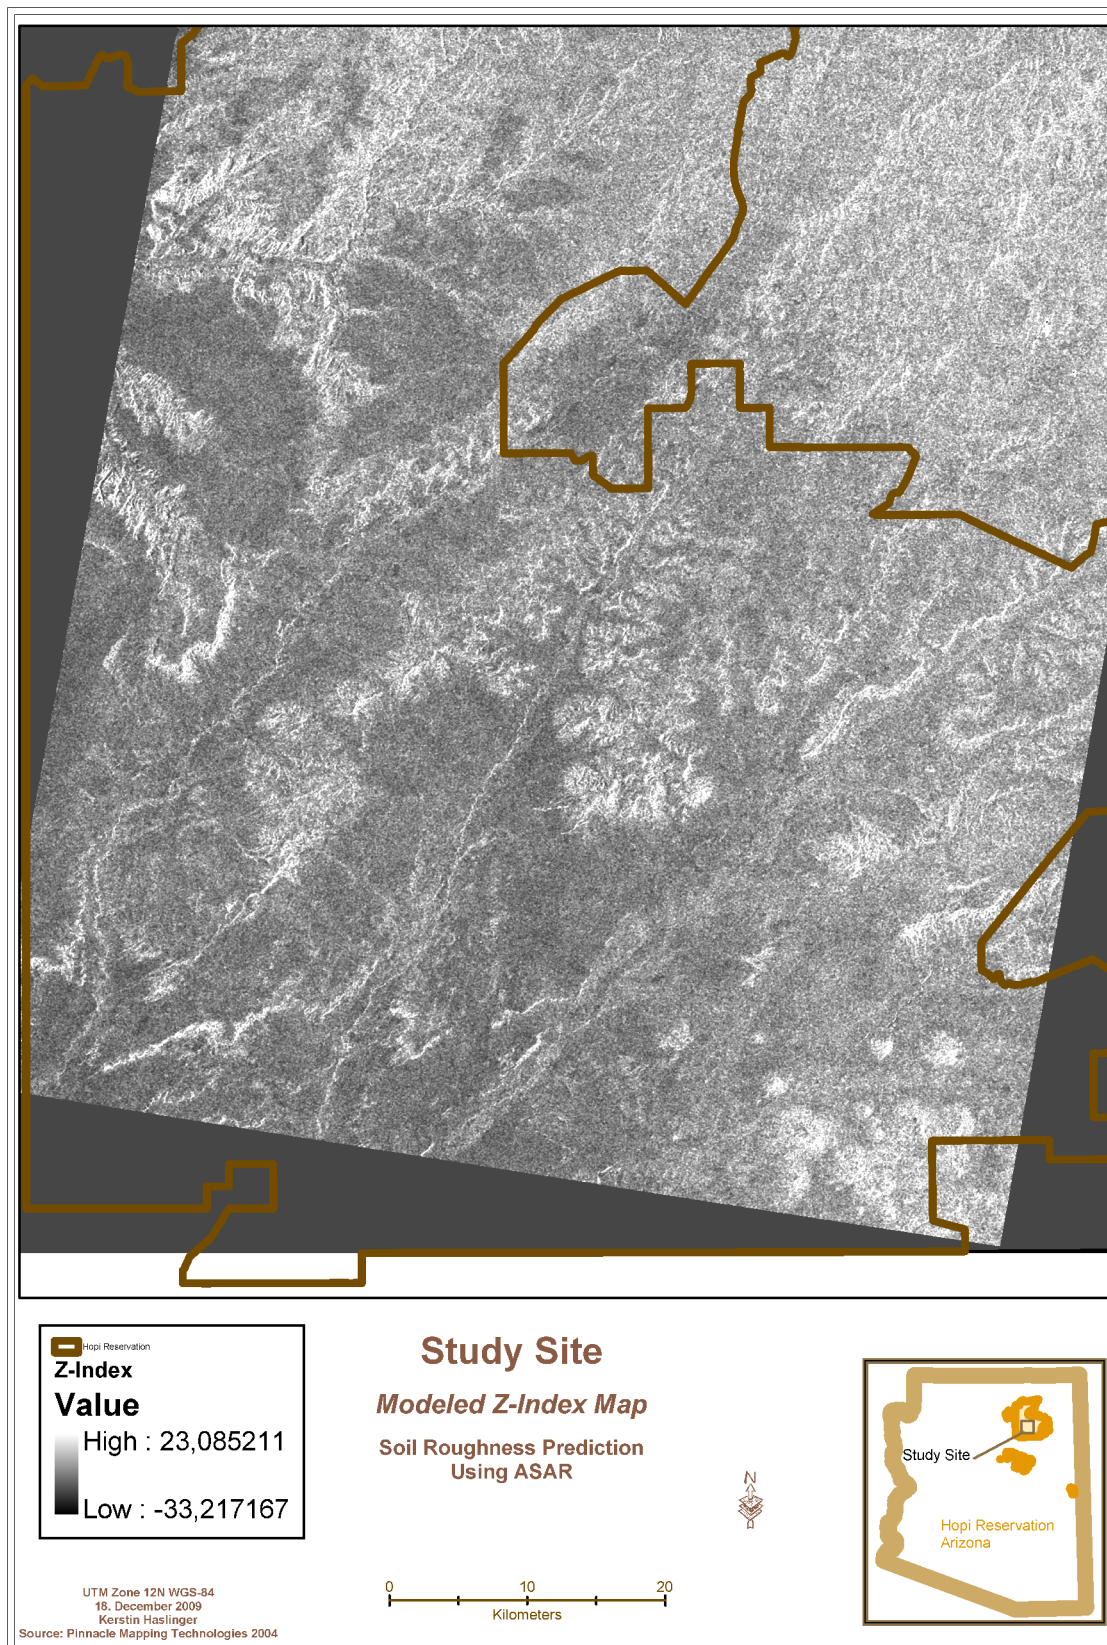 Hopi Reservation
Z-Index
Value
High : 23,085211
Low : -33,217167
Study Site
Modeled Z-Index Map
Soil Roughness Prediction
Using ASAR
N
0 10 20
Kilometers
Study Site
Hopi Reservation
Arizona
UTM Zone 12N WGS-84
18. December 2009
Kerstin Haslinger
Source: Pinnacle Mapping Technologies 2004